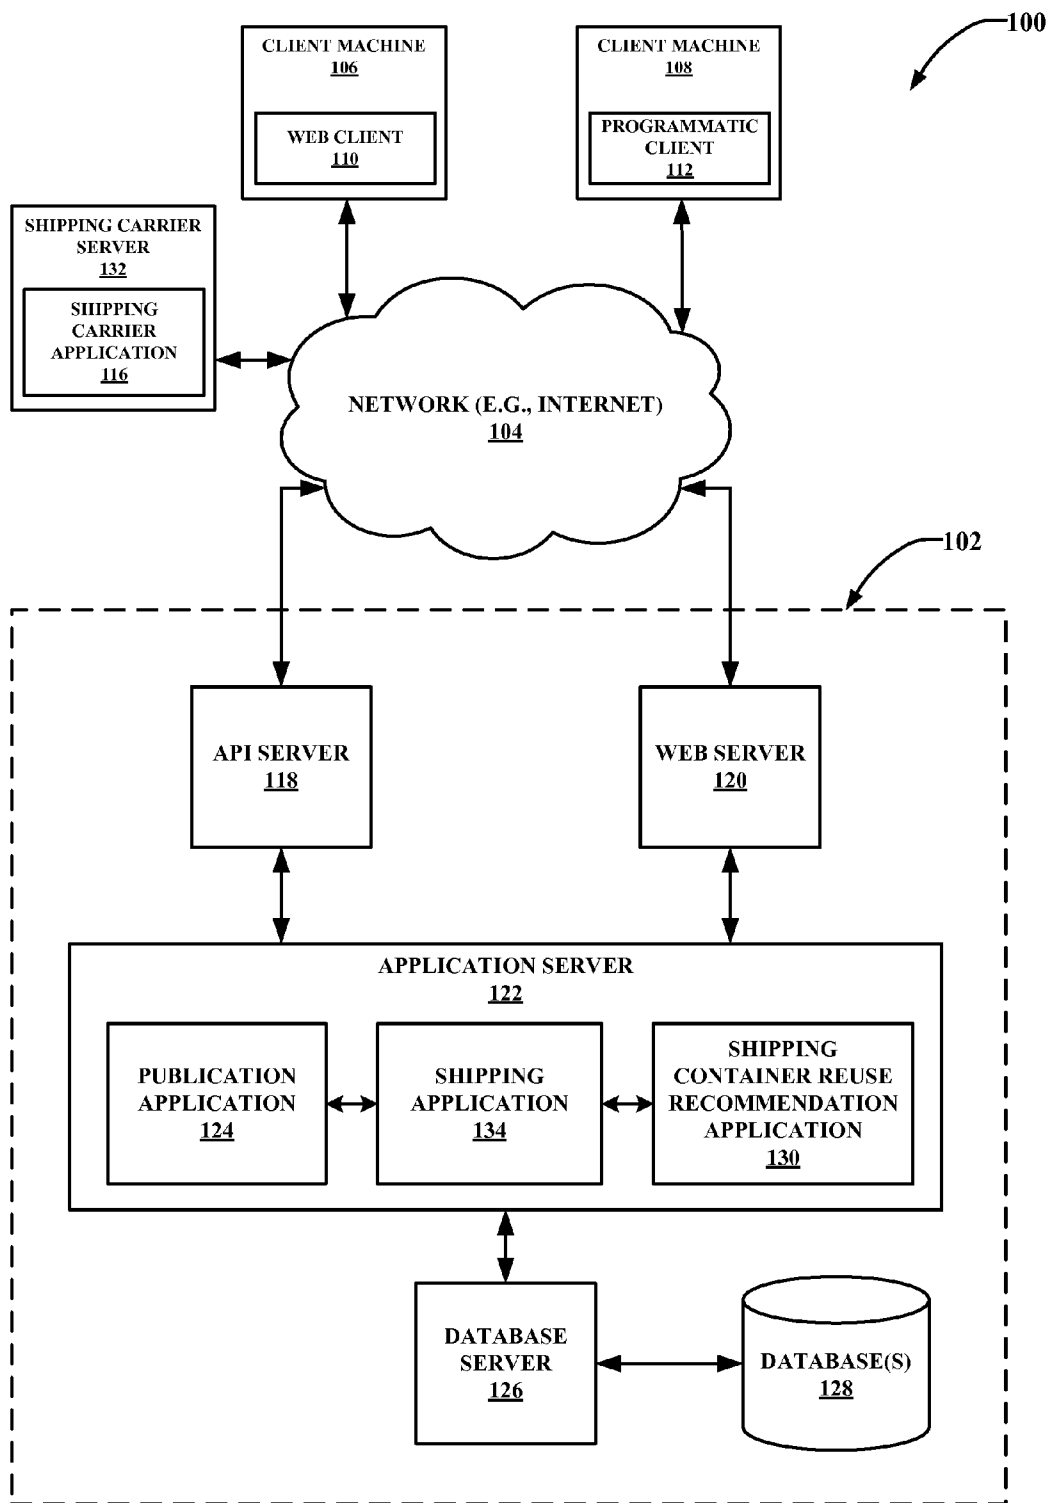 100
CLIENT MACHINE
106
WEB CLIENT
110
CLIENT MACHINE
108
PROGRAMMATIC
CLIENT
112
SHIPPING CARRIER
SERVER
132
SHIPPING
CARRIER
APPLICATION
116
NETWORK (E.G., INTERNET)
104
102
API SERVER
118
WEB SERVER
120
APPLICATION SERVER
122
PUBLICATION
APPLICATION
124
SHIPPING
APPLICATION
134
SHIPPING
CONTAINER REUSE
RECOMMENDATION
APPLICATION
130
DATABASE
SERVER
126
DATABASE(S)
128